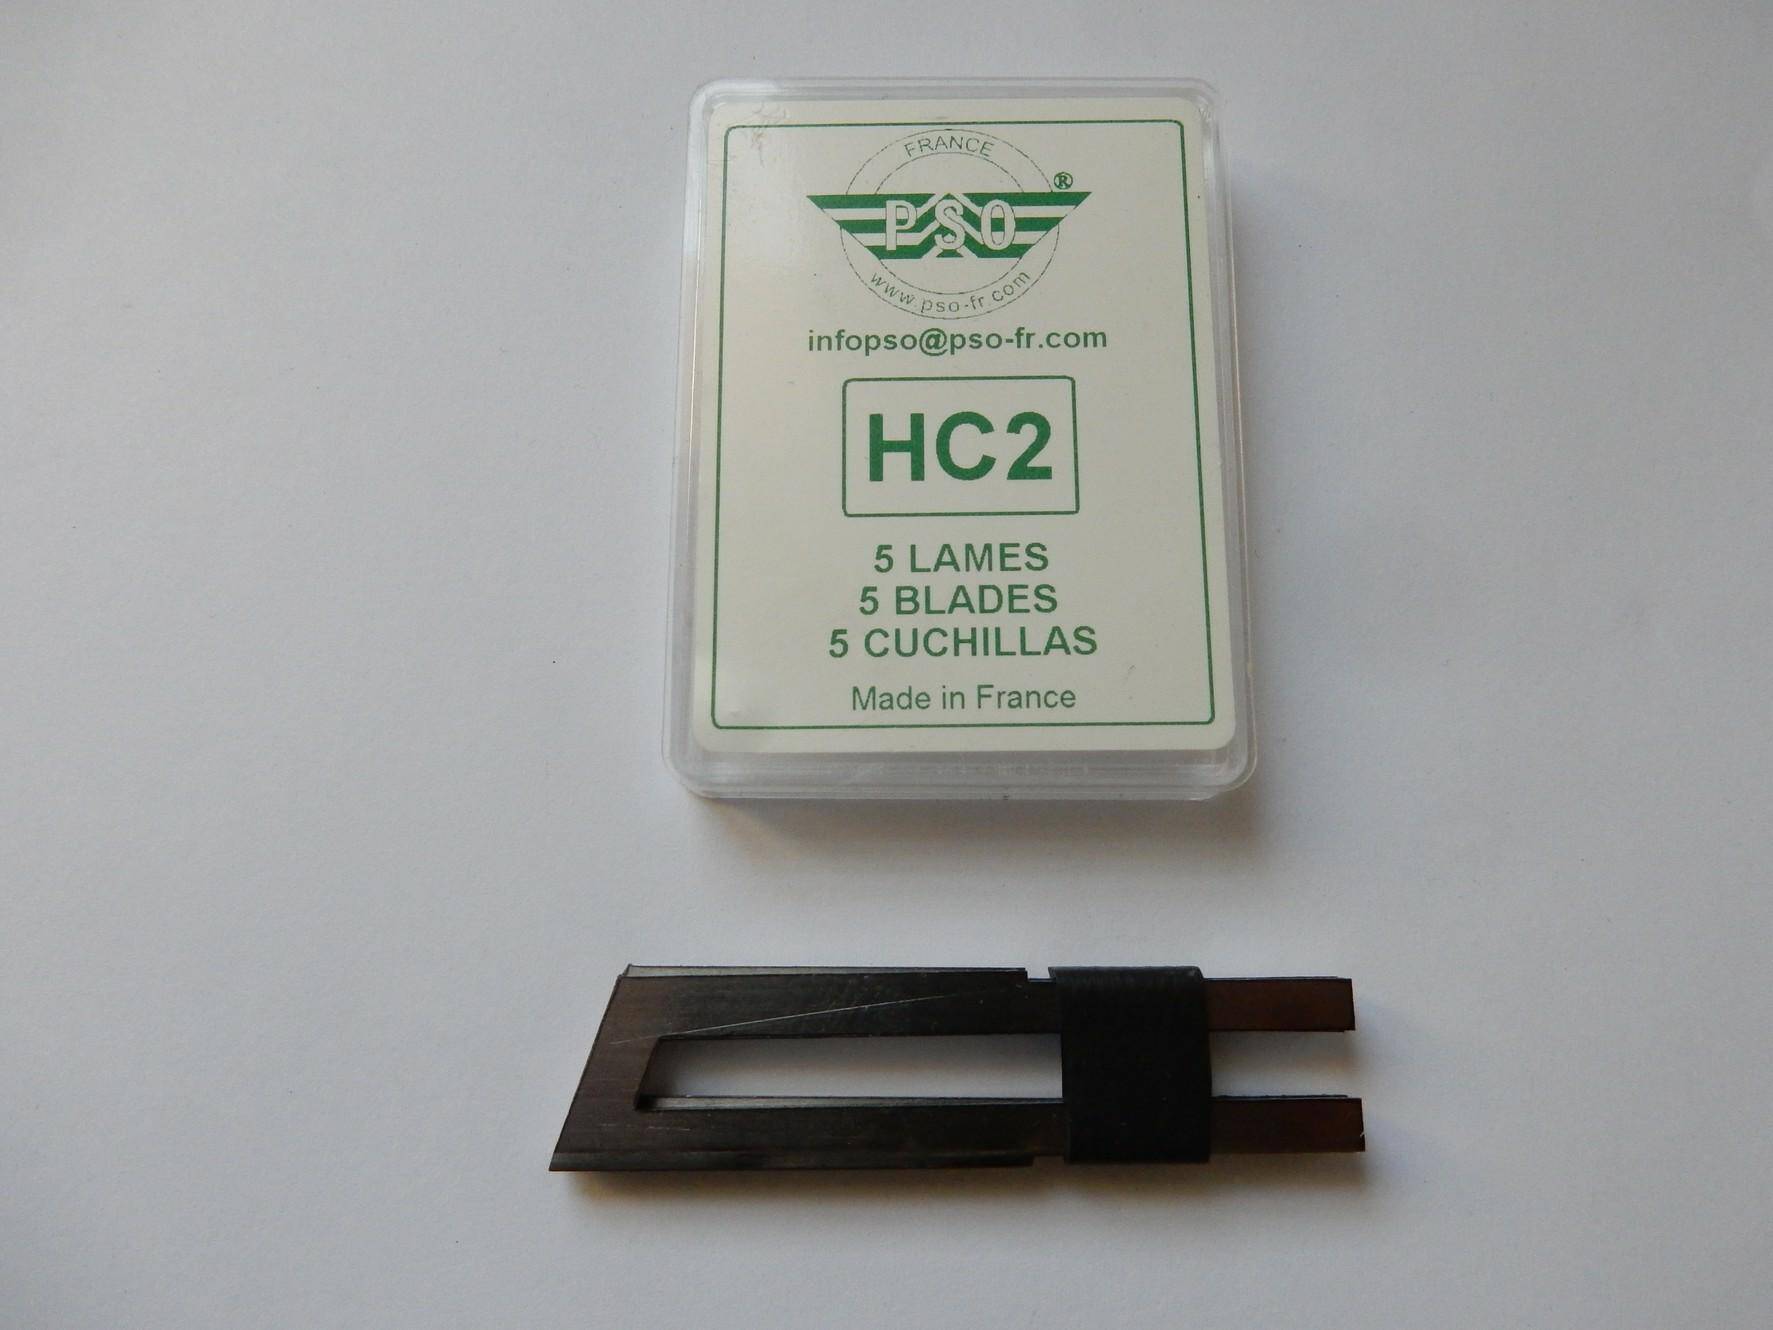 FRANCE
®
PSO
www.pso-fr.com
infopso@pso-fr.com
HC2
5 LAMES
5 BLADES
5 CUCHILLAS
Made in France